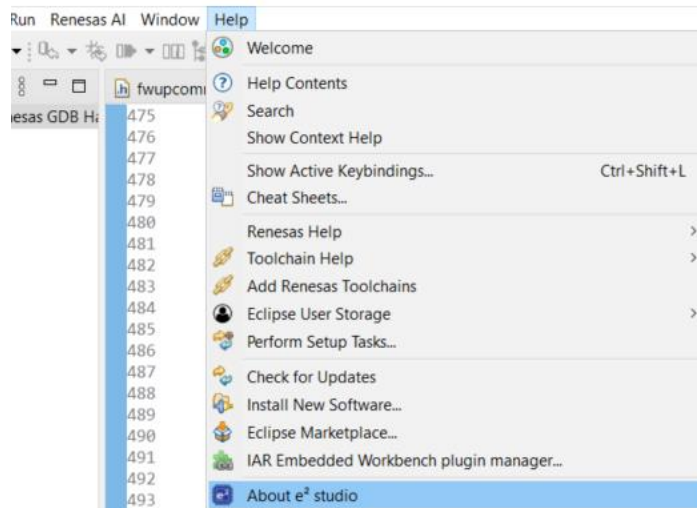 Run Renesas AI Window Help
Welcome
fwupcom
esas GDB Ha
Help Contents
Search
Show Context Help
Show Active Keybindings... Ctrl+Shift+L
Cheat Sheets...
Renesas Help
Toolchain Help
Add Renesas Toolchains
Eclipse User Storage
Perform Setup Tasks...
Check for Updates
Install New Software...
Eclipse Marketplace...
IAR Embedded Workbench plugin manager...
About e² studio
475
476
477
478
479
480
481
482
483
484
485
486
487
488
489
490
491
492
493